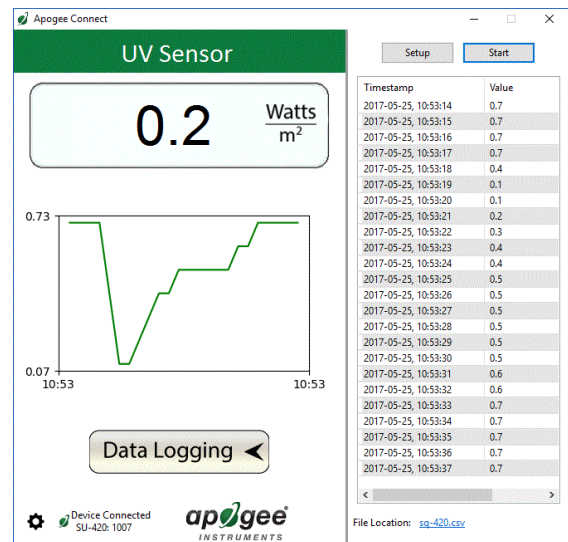 Apogee Connect
UV Sensor
0.2 Watts
m²
0.73
0.07
10:53 10:53
Data Logging
Device Connected
SU-420: 1007
apogee
INSTRUMENTS
Setup Start
Timestamp Value
2017-05-25, 10:53:14 0.7
2017-05-25, 10:53:15 0.7
2017-05-25, 10:53:16 0.7
2017-05-25, 10:53:17 0.7
2017-05-25, 10:53:18 0.4
2017-05-25, 10:53:19 0.1
2017-05-25, 10:53:20 0.1
2017-05-25, 10:53:21 0.2
2017-05-25, 10:53:22 0.3
2017-05-25, 10:53:23 0.4
2017-05-25, 10:53:24 0.4
2017-05-25, 10:53:25 0.5
2017-05-25, 10:53:26 0.5
2017-05-25, 10:53:27 0.5
2017-05-25, 10:53:28 0.5
2017-05-25, 10:53:29 0.5
2017-05-25, 10:53:30 0.5
2017-05-25, 10:53:31 0.6
2017-05-25, 10:53:32 0.6
2017-05-25, 10:53:33 0.7
2017-05-25, 10:53:34 0.7
2017-05-25, 10:53:35 0.7
2017-05-25, 10:53:36 0.7
2017-05-25, 10:53:37 0.7
File Location: sq-420.csv